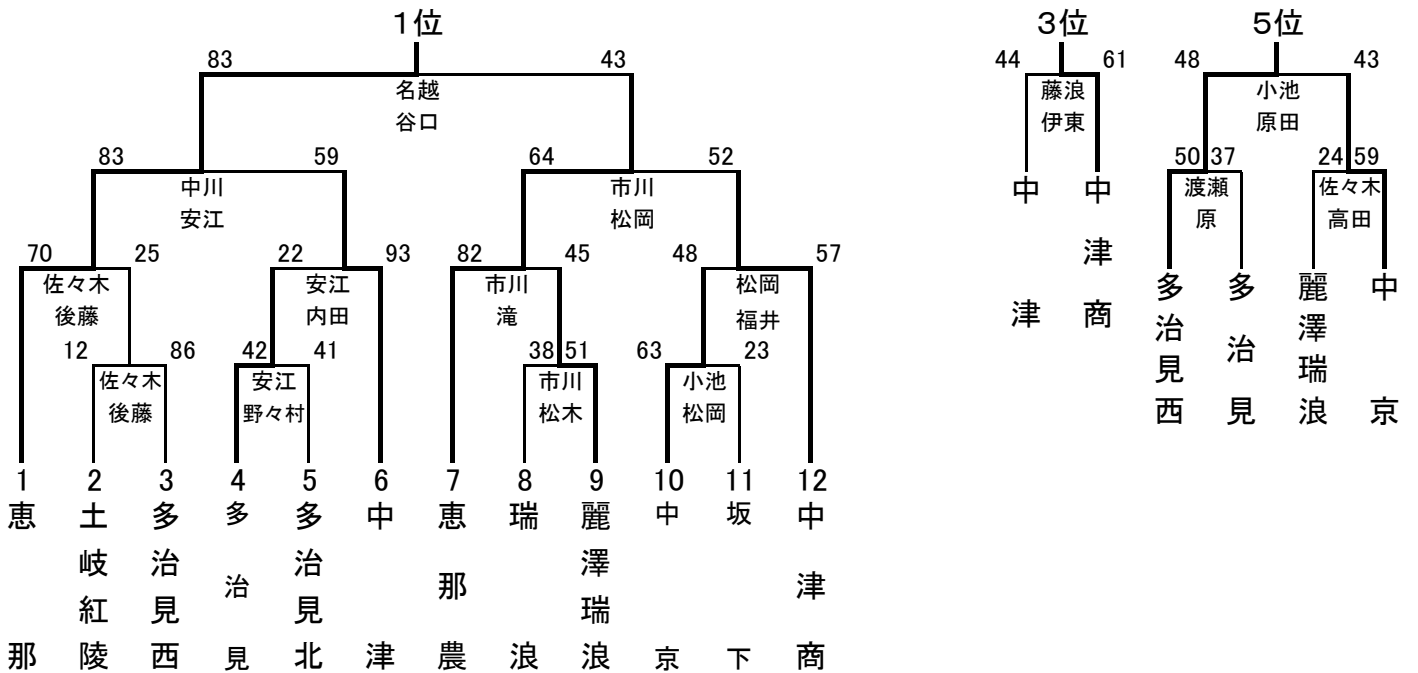 1位
3位
5位
83
43
44
61
48
43
名越
谷口
藤浪
伊東
小池
原田
83
59
64
52
50
37
24
59
中川
安江
市川
松岡
渡瀬
原
佐々木
高田
中津
中津商
70
25
22
93
82
45
48
57
佐々木
後藤
安江
内田
市川
滝
松岡
福井
多治見西
多治見
麗澤瑞浪
中京
12
86
42
41
38
51
63
23
佐々木
後藤
安江
野々村
市川
松木
小池
松岡
1
2
3
4
5
6
7
8
9
10
11
12
恵那
土岐紅陵
多治見西
多治見
多治見北
中津
恵那農
瑞浪
麗澤瑞浪
中京
坂下
中津商